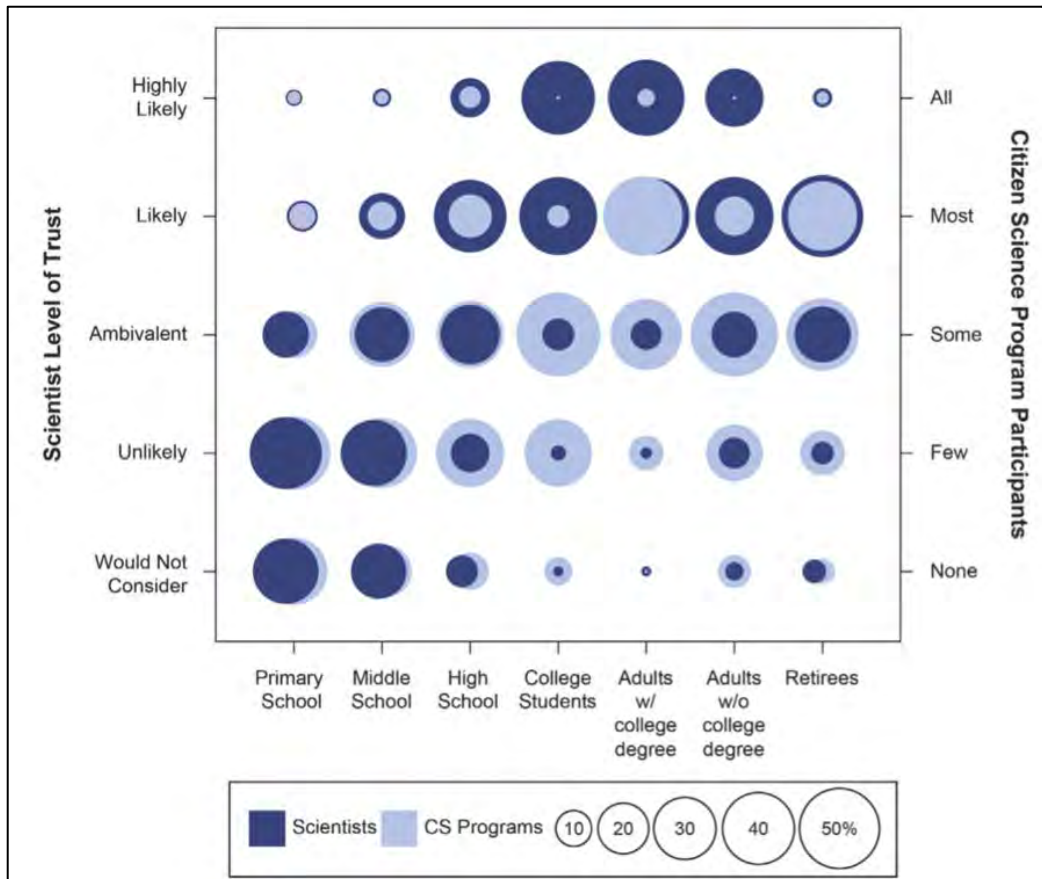 Highly
Likely
Likely
Ambivalent
Unlikely
Would Not
Consider
Scientist Level of Trust
All
Most
Some
Few
None
Citizen Science Program Participants
Primary
School
Middle
School
High
School
College
Students
Adults
w/
college
degree
Adults
w/o
college
degree
Retirees
Scientists CS Programs 10 20 30 40 50%